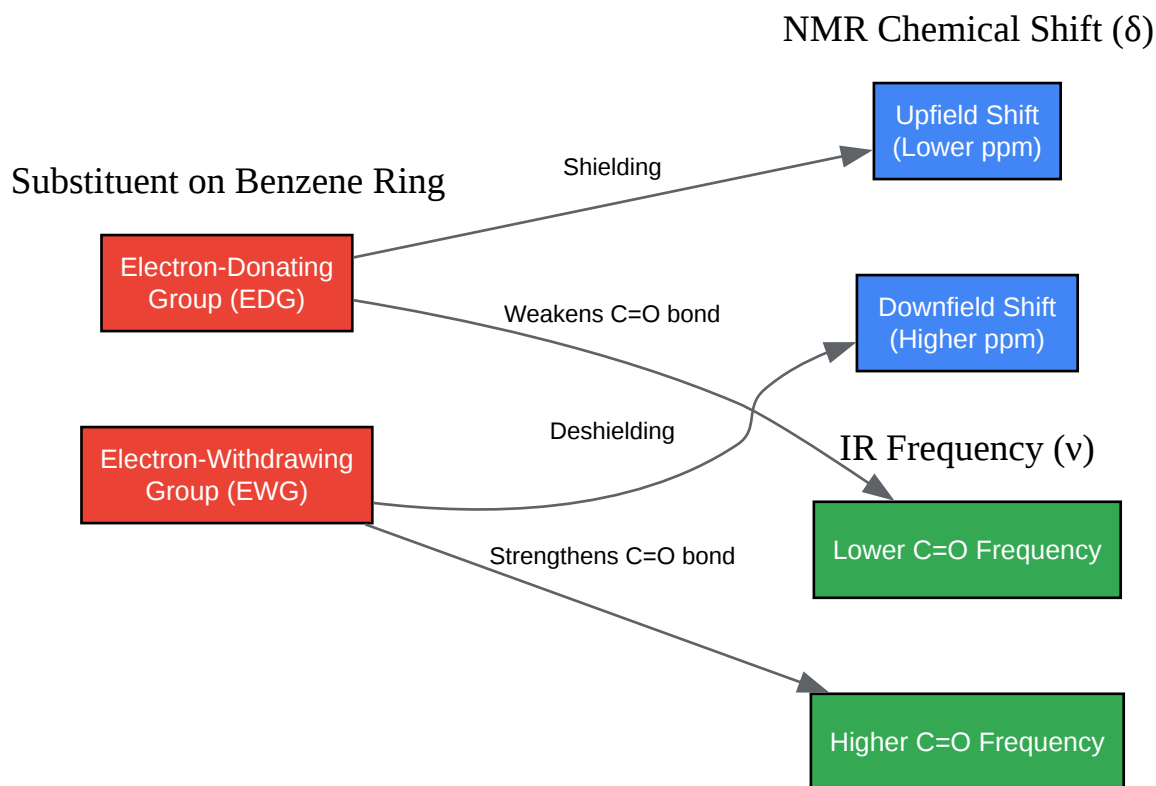 NMR Chemical Shift (δ)
Upfield Shift
(Lower ppm)
Shielding
Substituent on Benzene Ring
Electron-Donating
Group (EDG)
Weakens C=O bond
Downfield Shift
(Higher ppm)
Deshielding
IR Frequency (ν)
Electron-Withdrawing
Group (EWG)
Strengthens C=O bond
Lower C=O Frequency
Higher C=O Frequency